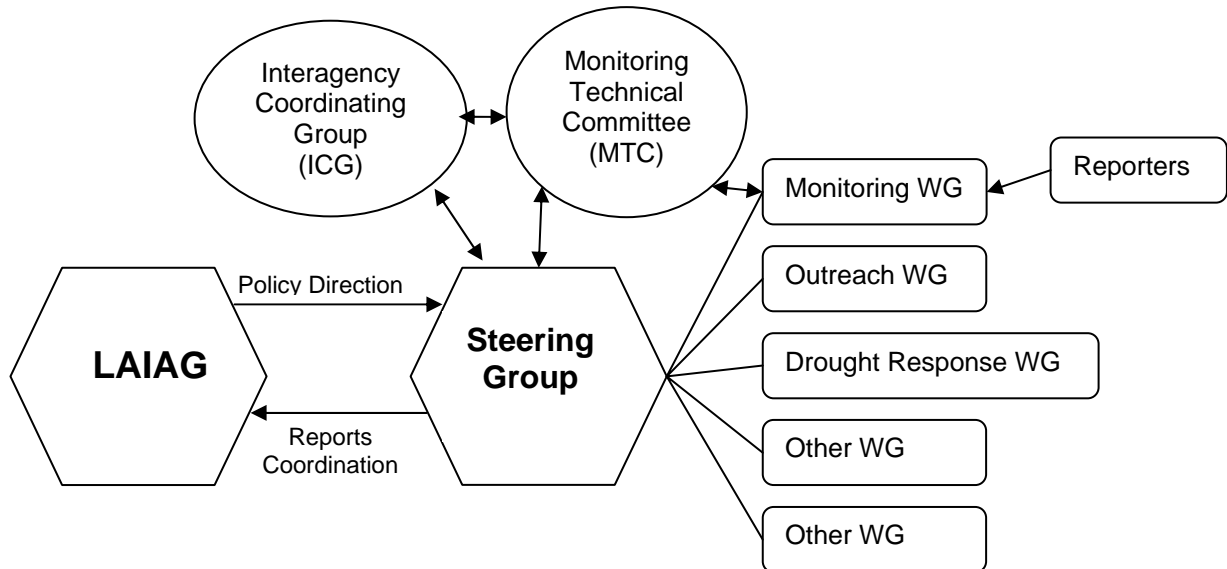 Interagency
Coordinating
Group
(ICG)
Monitoring
Technical
Committee
(MTC)
Monitoring WG
Reporters
Outreach WG
Policy Direction
LAIAG
Steering
Group
Drought Response WG
Reports
Coordination
Other WG
Other WG